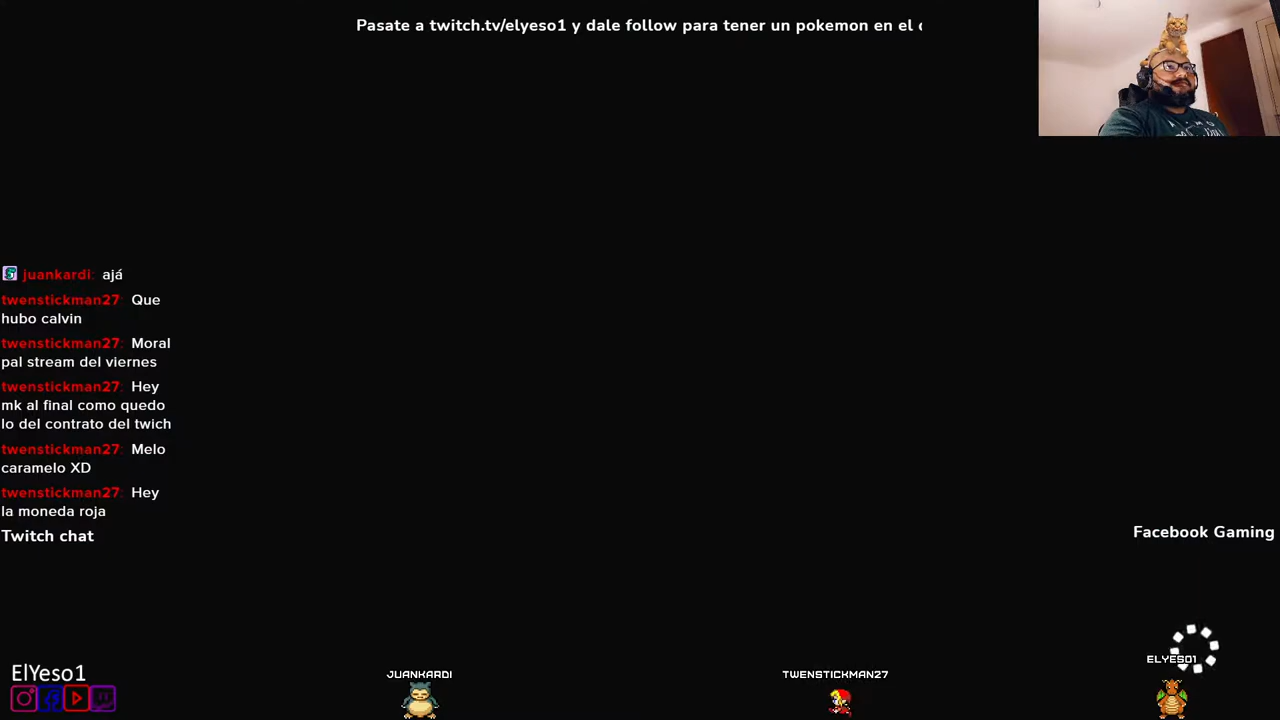 Pasate a twitch.tv/elyeso1 y dale follow para tener un pokemon en el
juankardi: ajá
twenstickman27: Que
hubo calvin
twenstickman27: Moral
pal stream del viernes
twenstickman27: Hey
mk al final como quedo
lo del contrato del twich
twenstickman27: Melo
caramelo XD
twenstickman27: Hey
la moneda roja
Twitch chat
Facebook Gaming
ELYESO1
ElYeso1
JUANKARDI
TWENSTICKMAN27